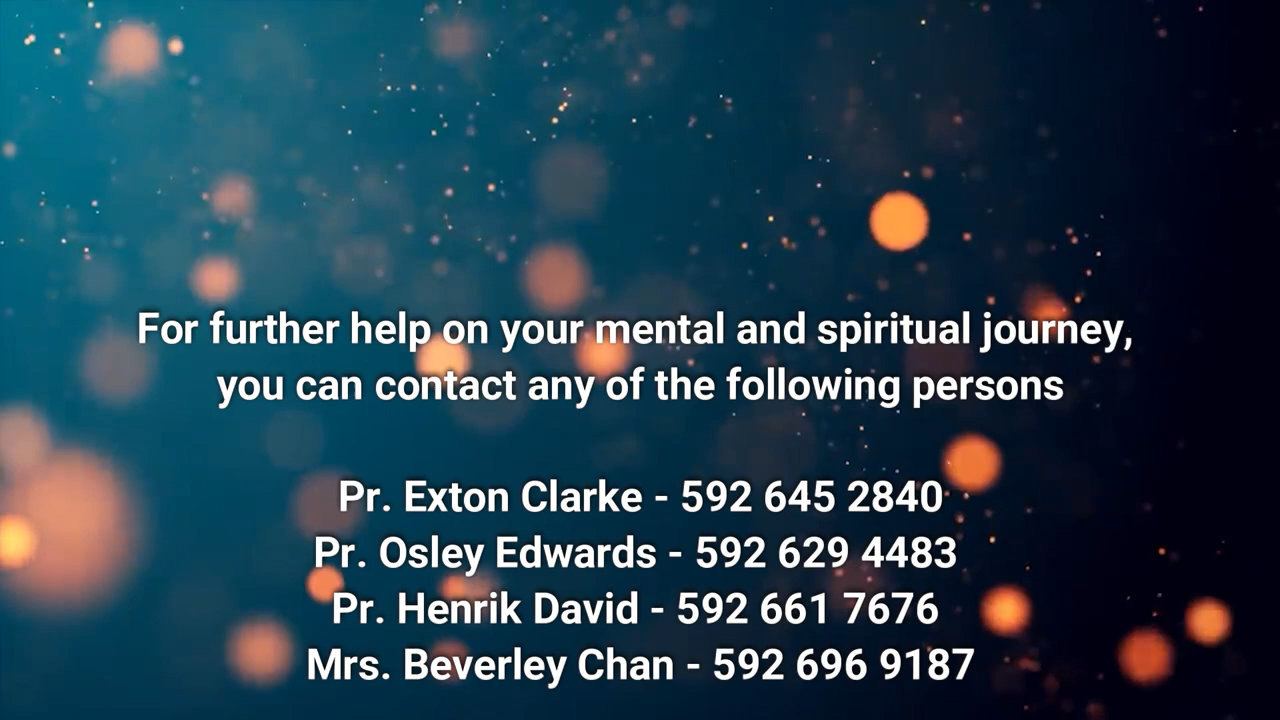 For further help on your mental and spiritual journey,
you can contact any of the following persons
Pr. Exton Clarke - 592 645 2840
Pr. Osley Edwards - 592 629 4483
Pr. Henrik David - 592 661 7676
Mrs. Beverley Chan - 592 696 9187